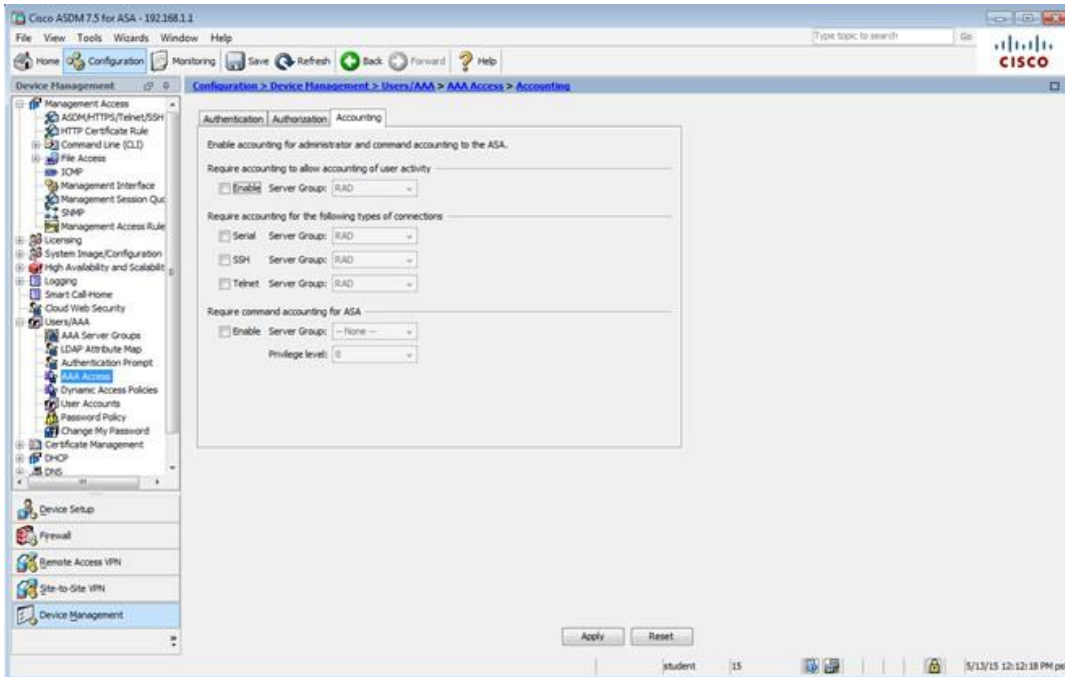 Cisco ASDM 7.5 for ASA - 192.168.1.1
File View Tools Wizards Window Help
Type topic to search Go
Home Configuration Monitoring Save Refresh Back Forward Help
CISCO
Device Management
Configuration > Device Management > Users/AAA > AAA Access > Accounting
Management Access
ASDM/HTTPS/Telnet/SSH
HTTP Certificate Rule
Command Line (CLI)
File Access
ICMP
Management Interface
Management Session Quo
SNMP
Management Access Rule
Licensing
System Image/Configuration
High Availability and Scalabilit
Logging
Smart Call-Home
Cloud Web Security
Users/AAA
AAA Server Groups
LDAP Attribute Map
Authentication Prompt
AAA Access
Dynamic Access Policies
User Accounts
Password Policy
Change My Password
Certificate Management
DHCP
DNS
Device Setup
Firewall
Remote Access VPN
Site-to-Site VPN
Device Management
Authentication Authorization Accounting
Enable accounting for administrator and command accounting to the ASA.
Require accounting to allow accounting of user activity
Enable Server Group: RAD
Require accounting for the following types of connections
Serial Server Group: RAD
SSH Server Group: RAD
Telnet Server Group: RAD
Require command accounting for ASA
Enable Server Group: -- None --
Privilege level: 0
Apply Reset
student 15 5/13/15 12:12:18 PM ps